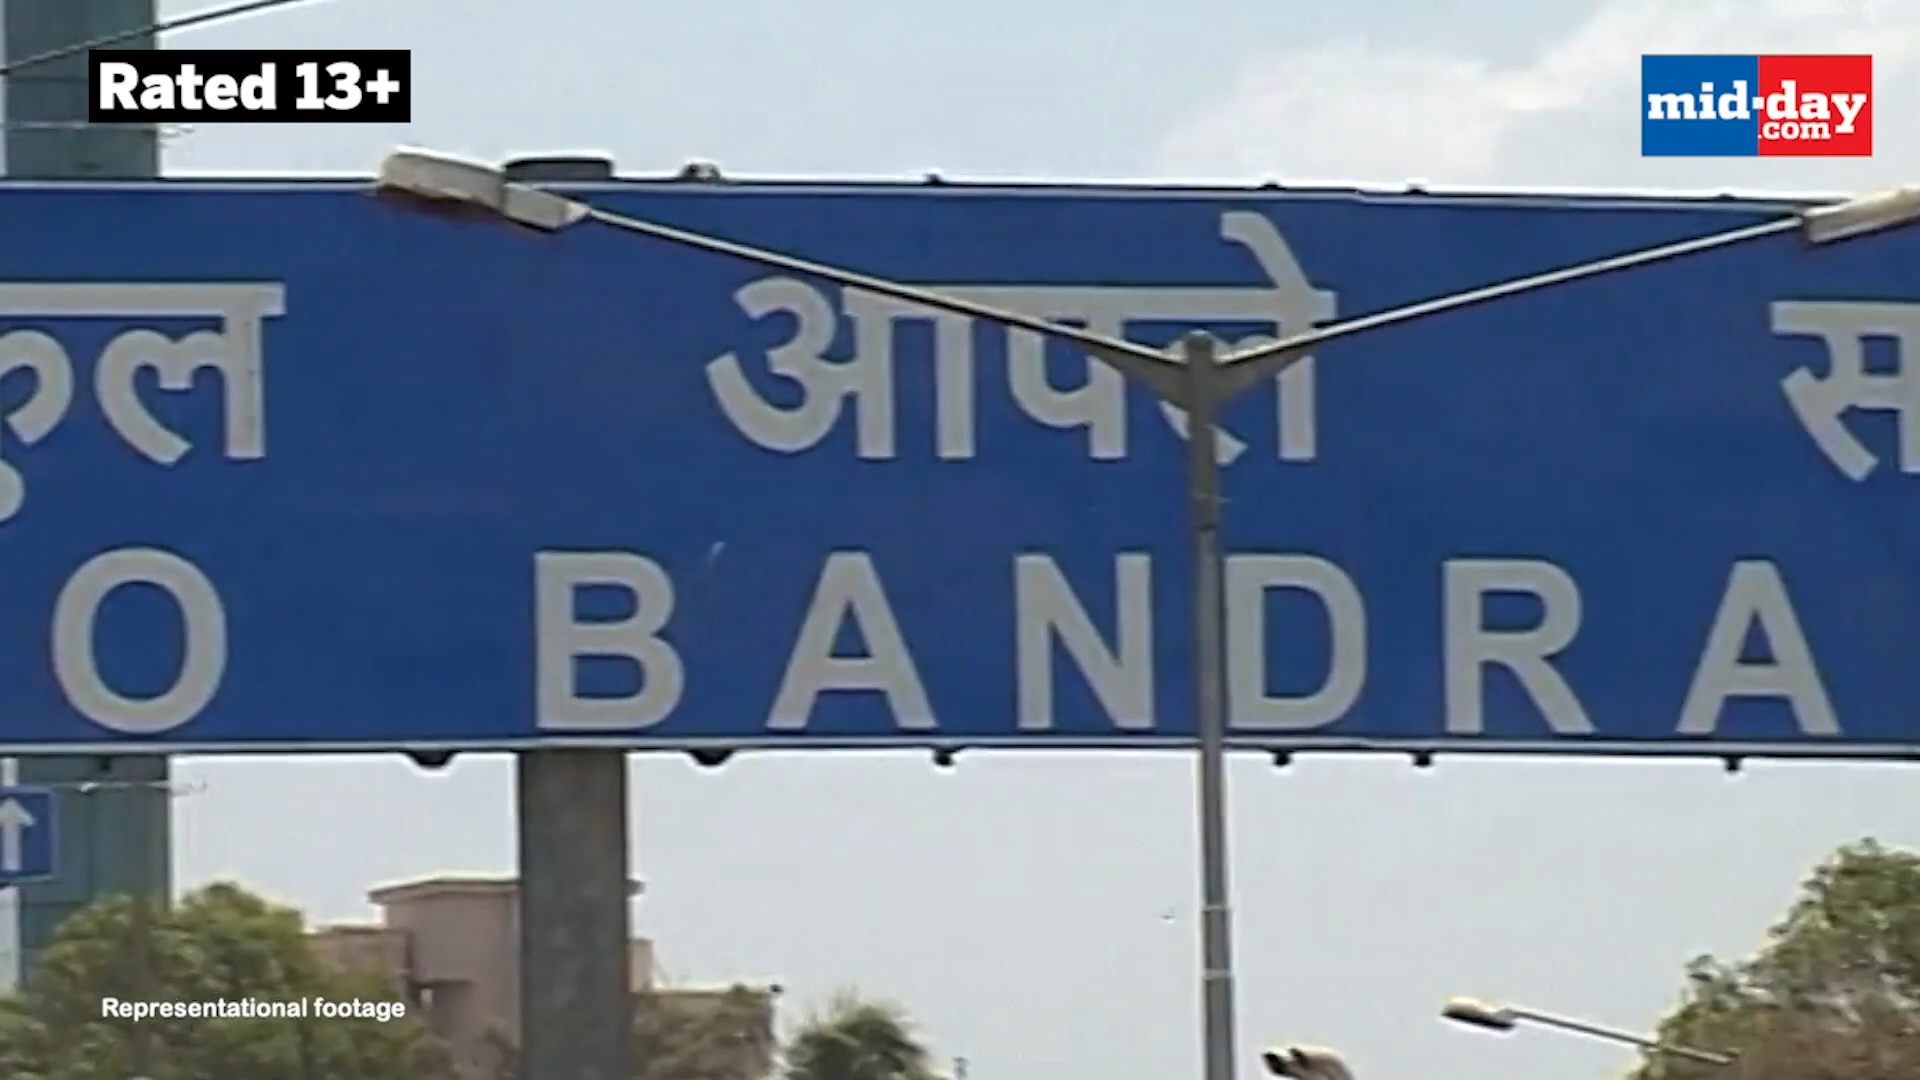 Rated 13+
mid-day
.com
आपले
BANDRA
Representational footage